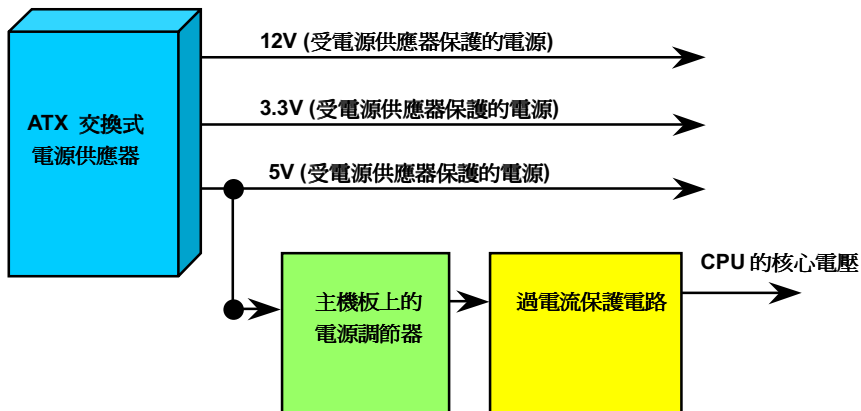 12V (受電源供應器保護的電源)
3.3V (受電源供應器保護的電源)
ATX 交換式
電源供應器
5V (受電源供應器保護的電源)
CPU 的核心電壓
主機板上的
電源調節器
過電流保護電路